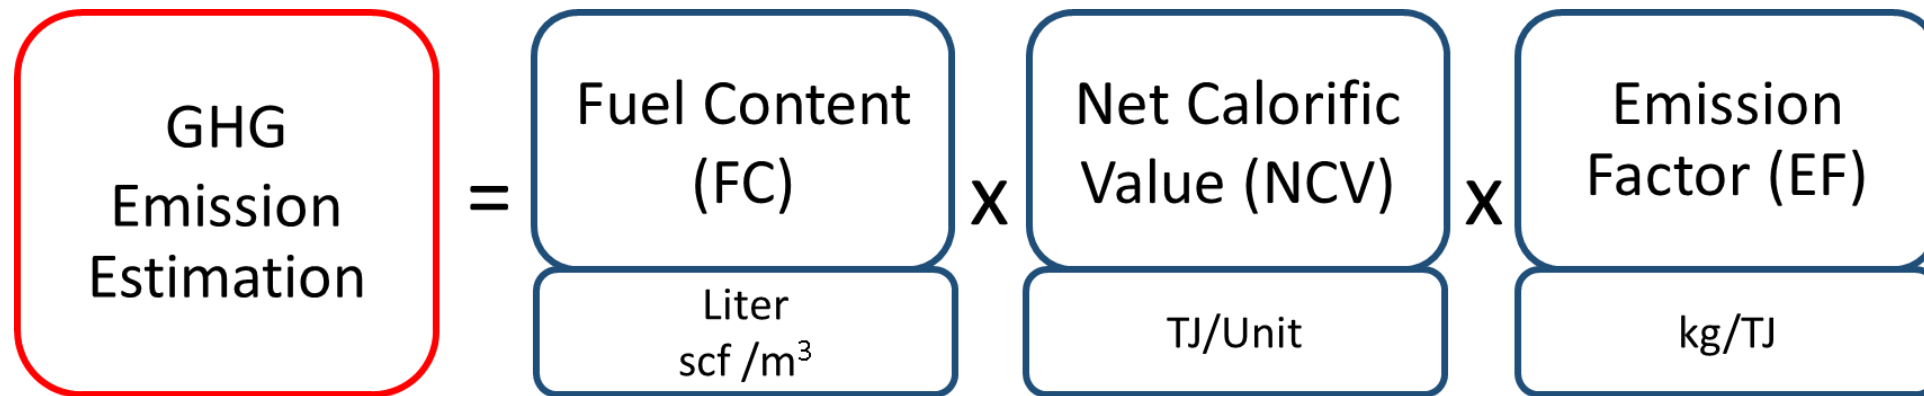 GHG
Emission
Estimation
=
Fuel Content
(FC)
Liter
scf /m³
x
Net Calorific
Value (NCV)
TJ/Unit
x
Emission
Factor (EF)
kg/TJ